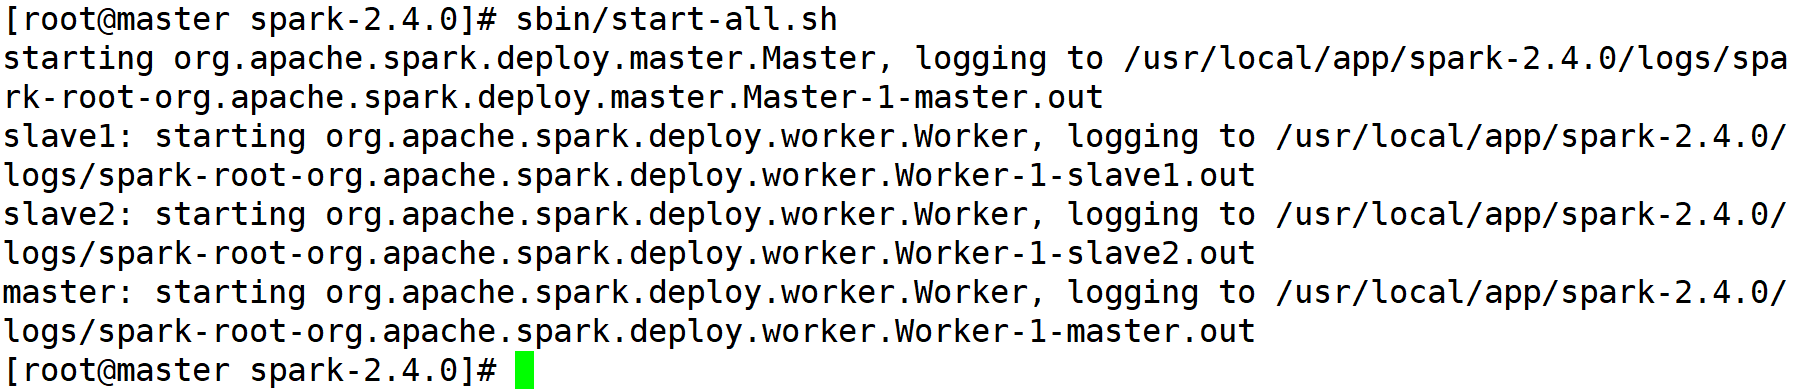 [root@master spark-2.4.0]# sbin/start-all.sh
starting org.apache.spark.deploy.master.Master, logging to /usr/local/app/spark-2.4.0/logs/spa
rk-root-org.apache.spark.deploy.master.Master-1-master.out
slave1: starting org.apache.spark.deploy.worker.Worker, logging to /usr/local/app/spark-2.4.0/
logs/spark-root-org.apache.spark.deploy.worker.Worker-1-slave1.out
slave2: starting org.apache.spark.deploy.worker.Worker, logging to /usr/local/app/spark-2.4.0/
logs/spark-root-org.apache.spark.deploy.worker.Worker-1-slave2.out
master: starting org.apache.spark.deploy.worker.Worker, logging to /usr/local/app/spark-2.4.0/
logs/spark-root-org.apache.spark.deploy.worker.Worker-1-master.out
[root@master spark-2.4.0]#